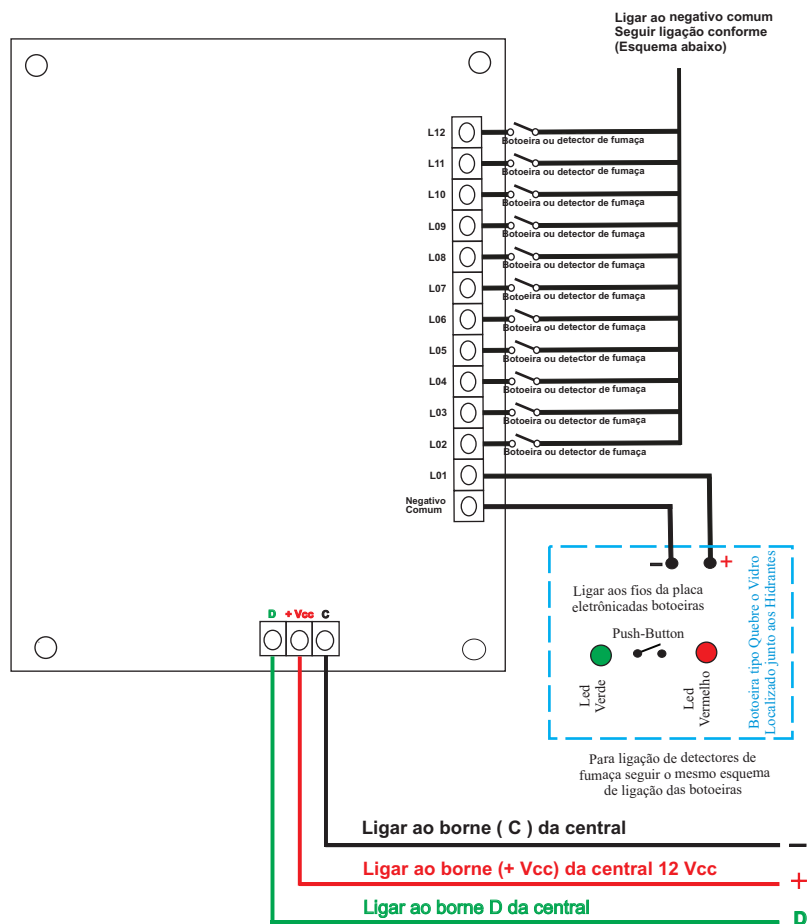 Ligar ao negativo comum
Seguir ligação conforme
(Esquema abaixo)
L12
Botoeira ou detector de fumaça
L11
Botoeira ou detector de fumaça
L10
Botoeira ou detector de fumaça
L09
Botoeira ou detector de fumaça
L08
Botoeira ou detector de fumaça
L07
Botoeira ou detector de fumaça
L06
Botoeira ou detector de fumaça
L05
Botoeira ou detector de fumaça
L04
Botoeira ou detector de fumaça
L03
Botoeira ou detector de fumaça
L02
Botoeira ou detector de fumaça
L01
Negativo
Comum
– +
Ligar aos fios da placa
eletrônicadas botoeiras
Push-Button
Led
Verde
Led
Vermelho
Botoeira tipo Quebre o Vidro
Localizado junto aos Hidrantes
D + Vcc C
Para ligação de detectores de
fumaça seguir o mesmo esquema
de ligação das botoeiras
Ligar ao borne ( C ) da central
–
Ligar ao borne (+ Vcc) da central 12 Vcc
+
Ligar ao borne D da central
D